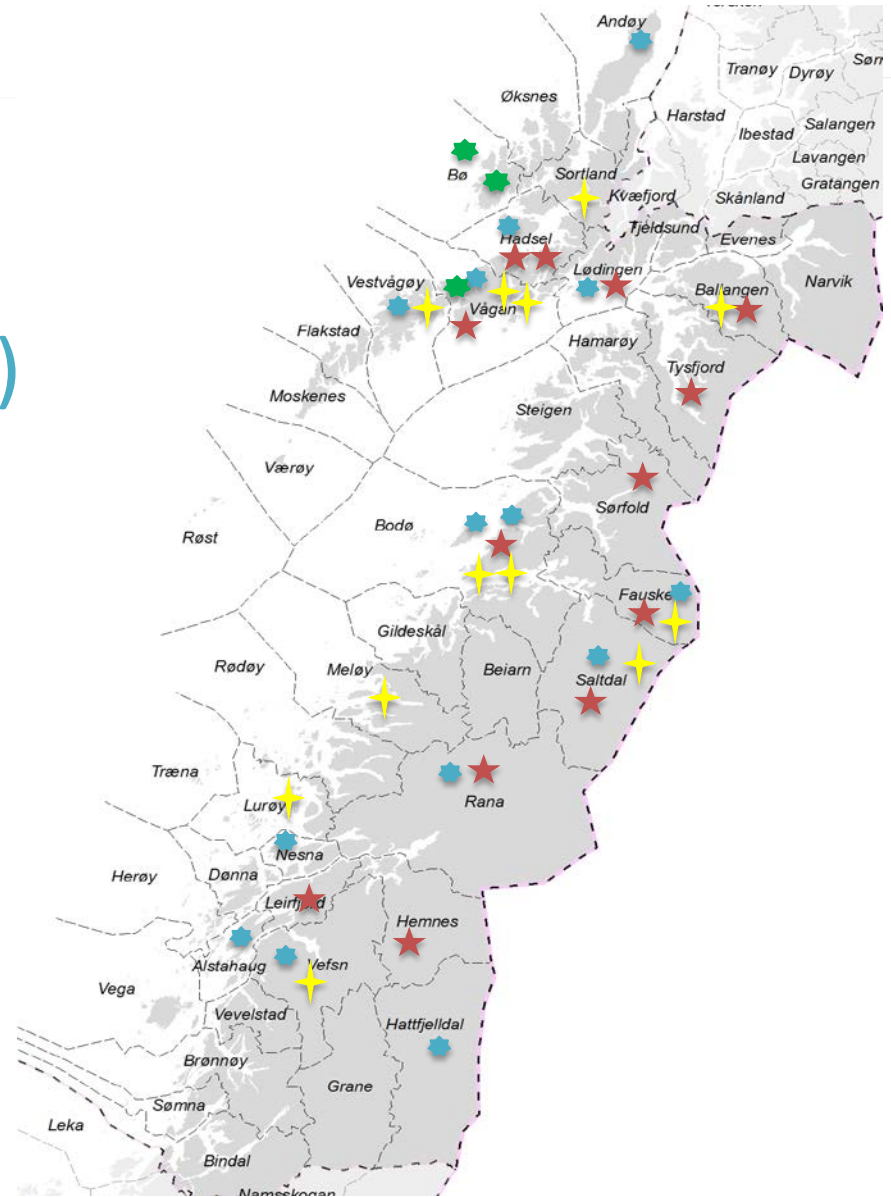 Andøy
Tranøy
Dyrøy
Øksnes
Harstad
Salangen
Ibestad
Lavangen
Bø
Sortland
Kvæfjord
Skånland
Gratangen
Hadsel
Tjeldsund
Evenes
Vestvågøy
Lødingen
Ballangen
Narvik
Vågan
Flakstad
Hamarøy
)
Tysfjord
Moskenes
Steigen
Værøy
Sørfold
Bodø
Røst
Fauske
Gildeskål
Rødøy
Meløy
Beiarn
Saltdal
Træna
Lurøy
Rana
Nesna
Herøy
Dønna
Leirfjord
Hemnes
Alstahaug
Vefsn
Vega
Vevelstad
Hattfjelldal
Brønnøy
Grane
Sømna
Leka
Bindal
Namsskogan